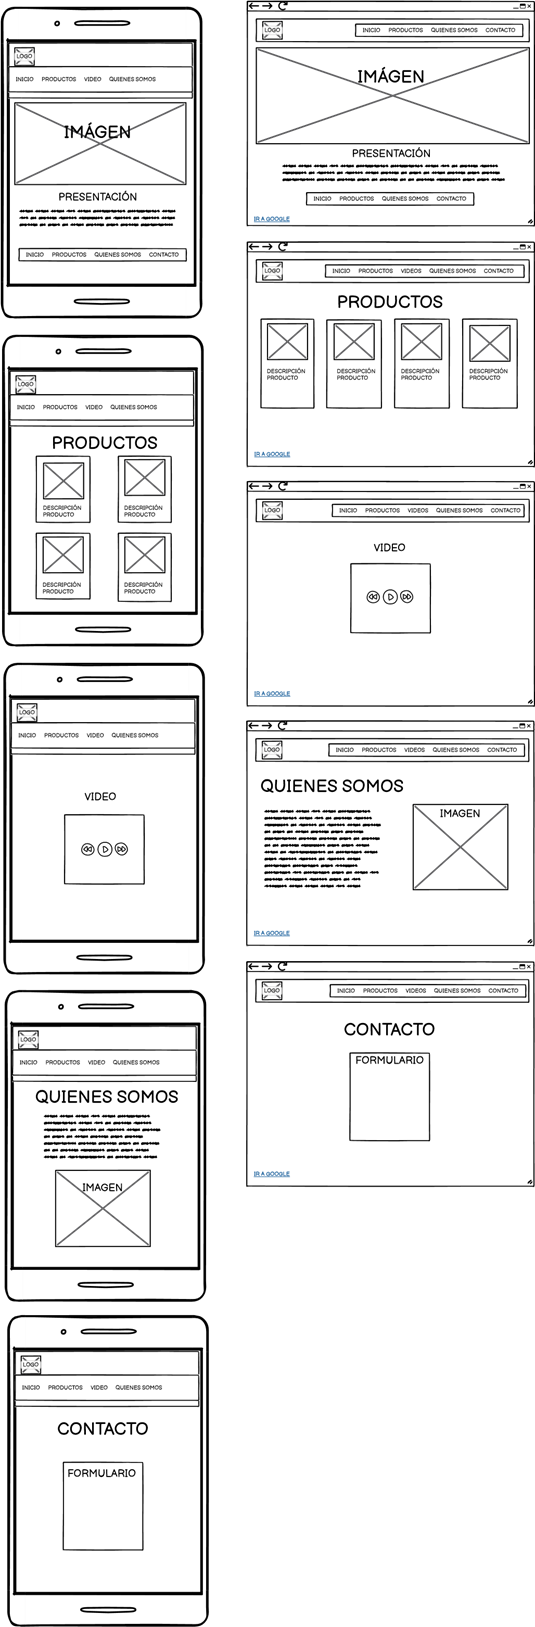 LOGO
INICIO PRODUCTOS VIDEO QUIENES SOMOS
IMÁGEN
PRESENTACIÓN
INICIO PRODUCTOS QUIENES SOMOS CONTACTO
LOGO
INICIO PRODUCTOS VIDEO QUIENES SOMOS
PRODUCTOS
DESCRIPCIÓN PRODUCTO
DESCRIPCIÓN PRODUCTO
DESCRIPCIÓN PRODUCTO
DESCRIPCIÓN PRODUCTO
LOGO
INICIO PRODUCTOS VIDEO QUIENES SOMOS
VIDEO
LOGO
INICIO PRODUCTOS VIDEO QUIENES SOMOS
QUIENES SOMOS
IMAGEN
LOGO
INICIO PRODUCTOS VIDEO QUIENES SOMOS
CONTACTO
FORMULARIO
LOGO
INICIO PRODUCTOS QUIENES SOMOS CONTACTO
IMÁGEN
PRESENTACIÓN
INICIO PRODUCTOS QUIENES SOMOS CONTACTO
IR A GOOGLE
LOGO
INICIO PRODUCTOS VIDEOS QUIENES SOMOS CONTACTO
PRODUCTOS
DESCRIPCIÓN PRODUCTO
DESCRIPCIÓN PRODUCTO
DESCRIPCIÓN PRODUCTO
DESCRIPCIÓN PRODUCTO
IR A GOOGLE
LOGO
INICIO PRODUCTOS VIDEOS QUIENES SOMOS CONTACTO
VIDEO
IR A GOOGLE
LOGO
INICIO PRODUCTOS VIDEOS QUIENES SOMOS CONTACTO
QUIENES SOMOS
IMAGEN
IR A GOOGLE
LOGO
INICIO PRODUCTOS VIDEOS QUIENES SOMOS CONTACTO
CONTACTO
FORMULARIO
IR A GOOGLE